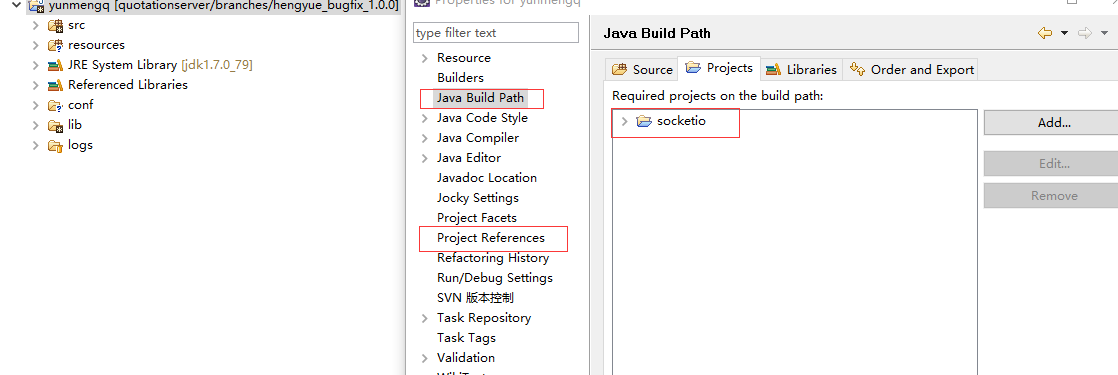 yunmengq [quotationserver/branches/hengyue_bugfix_1.0.0]
src
resources
JRE System Library [jdk1.7.0_79]
Referenced Libraries
conf
lib
logs
Properties for yunmengq
type filter text
Resource
Builders
Java Build Path
Java Code Style
Java Compiler
Java Editor
Javadoc Location
Jocky Settings
Project Facets
Project References
Refactoring History
Run/Debug Settings
SVN 版本控制
Task Repository
Task Tags
Validation
WikiText
Java Build Path
Source
Projects
Libraries
Order and Export
Required projects on the build path:
socketio
Add...
Edit...
Remove